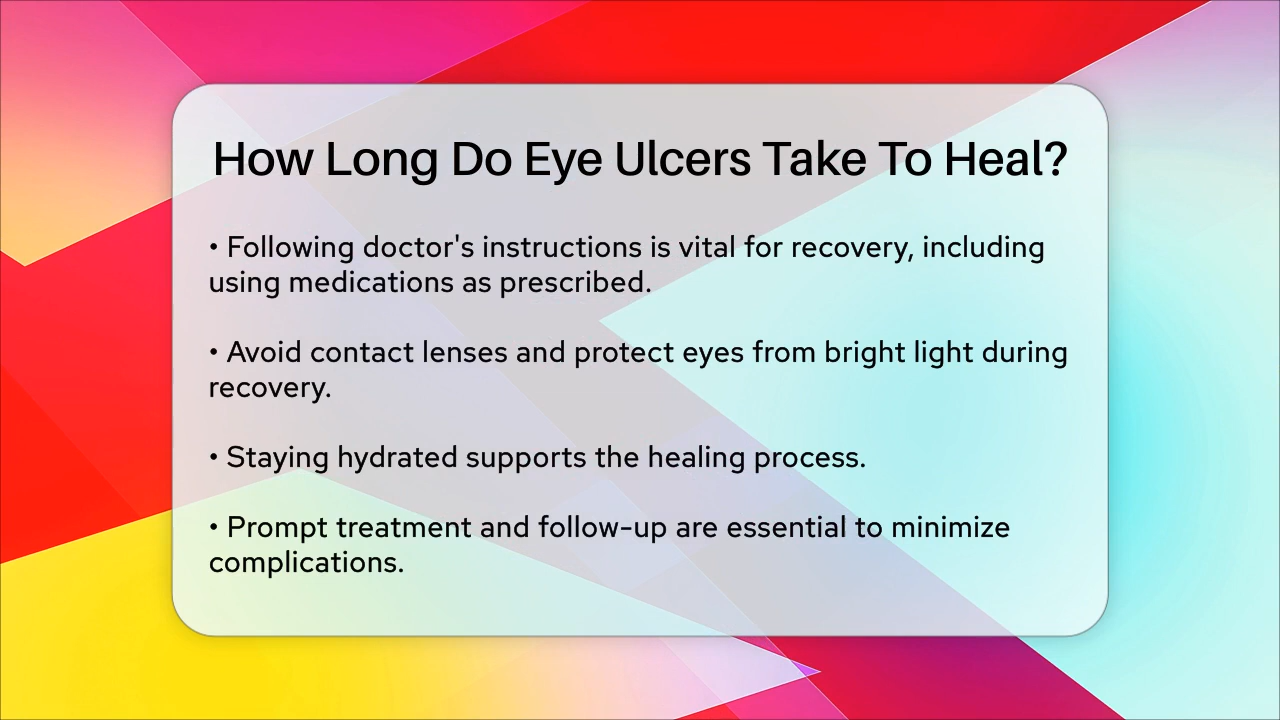 How Long Do Eye Ulcers Take To Heal?
• Following doctor's instructions is vital for recovery, including
using medications as prescribed.
• Avoid contact lenses and protect eyes from bright light during
recovery.
• Staying hydrated supports the healing process.
• Prompt treatment and follow-up are essential to minimize
complications.